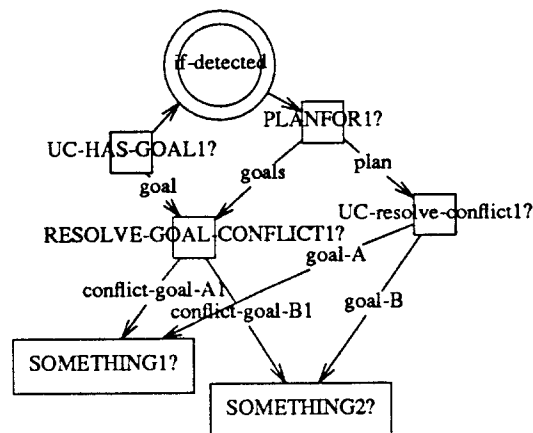 if-detected
PLANFOR1?
UC-HAS-GOAL1?
goal
goals
plan
UC-resolve-conflict1?
RESOLVE-GOAL-CONFLICT1?
goal-A
conflict-goal-A1
conflict-goal-B1
goal-B
SOMETHING1?
SOMETHING2?